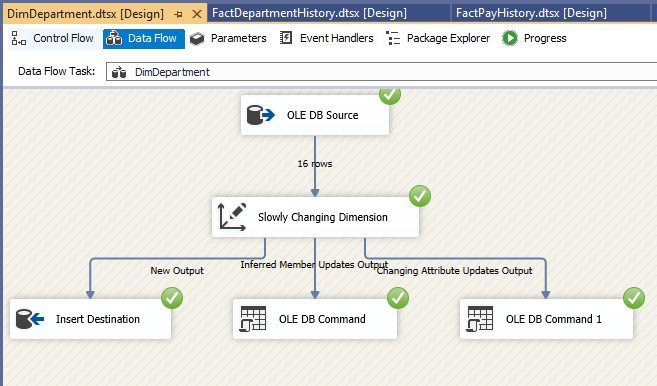 DimDepartment.dtsx [Design] FactDepartmentHistory.dtsx [Design] FactPayHistory.dtsx [Design]
Control Flow Data Flow Parameters Event Handlers Package Explorer Progress
Data Flow Task: DimDepartment
OLE DB Source
16 rows
Slowly Changing Dimension
New Output Inferred Member Updates Output Changing Attribute Updates Output
Insert Destination OLE DB Command OLE DB Command 1